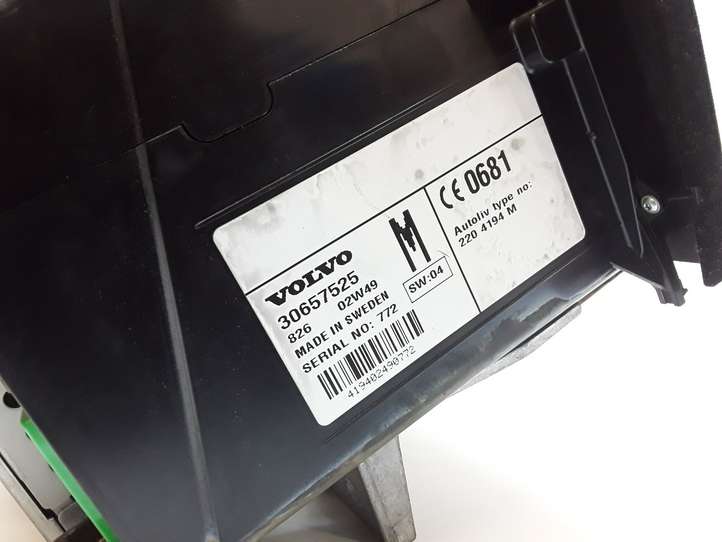 VOLVO
30657525
826 02W49
MADE IN SWEDEN
SERIAL NO: 772
419402490772
M
SW:04
CE 0681
Autoliv type no:
220 4194 M